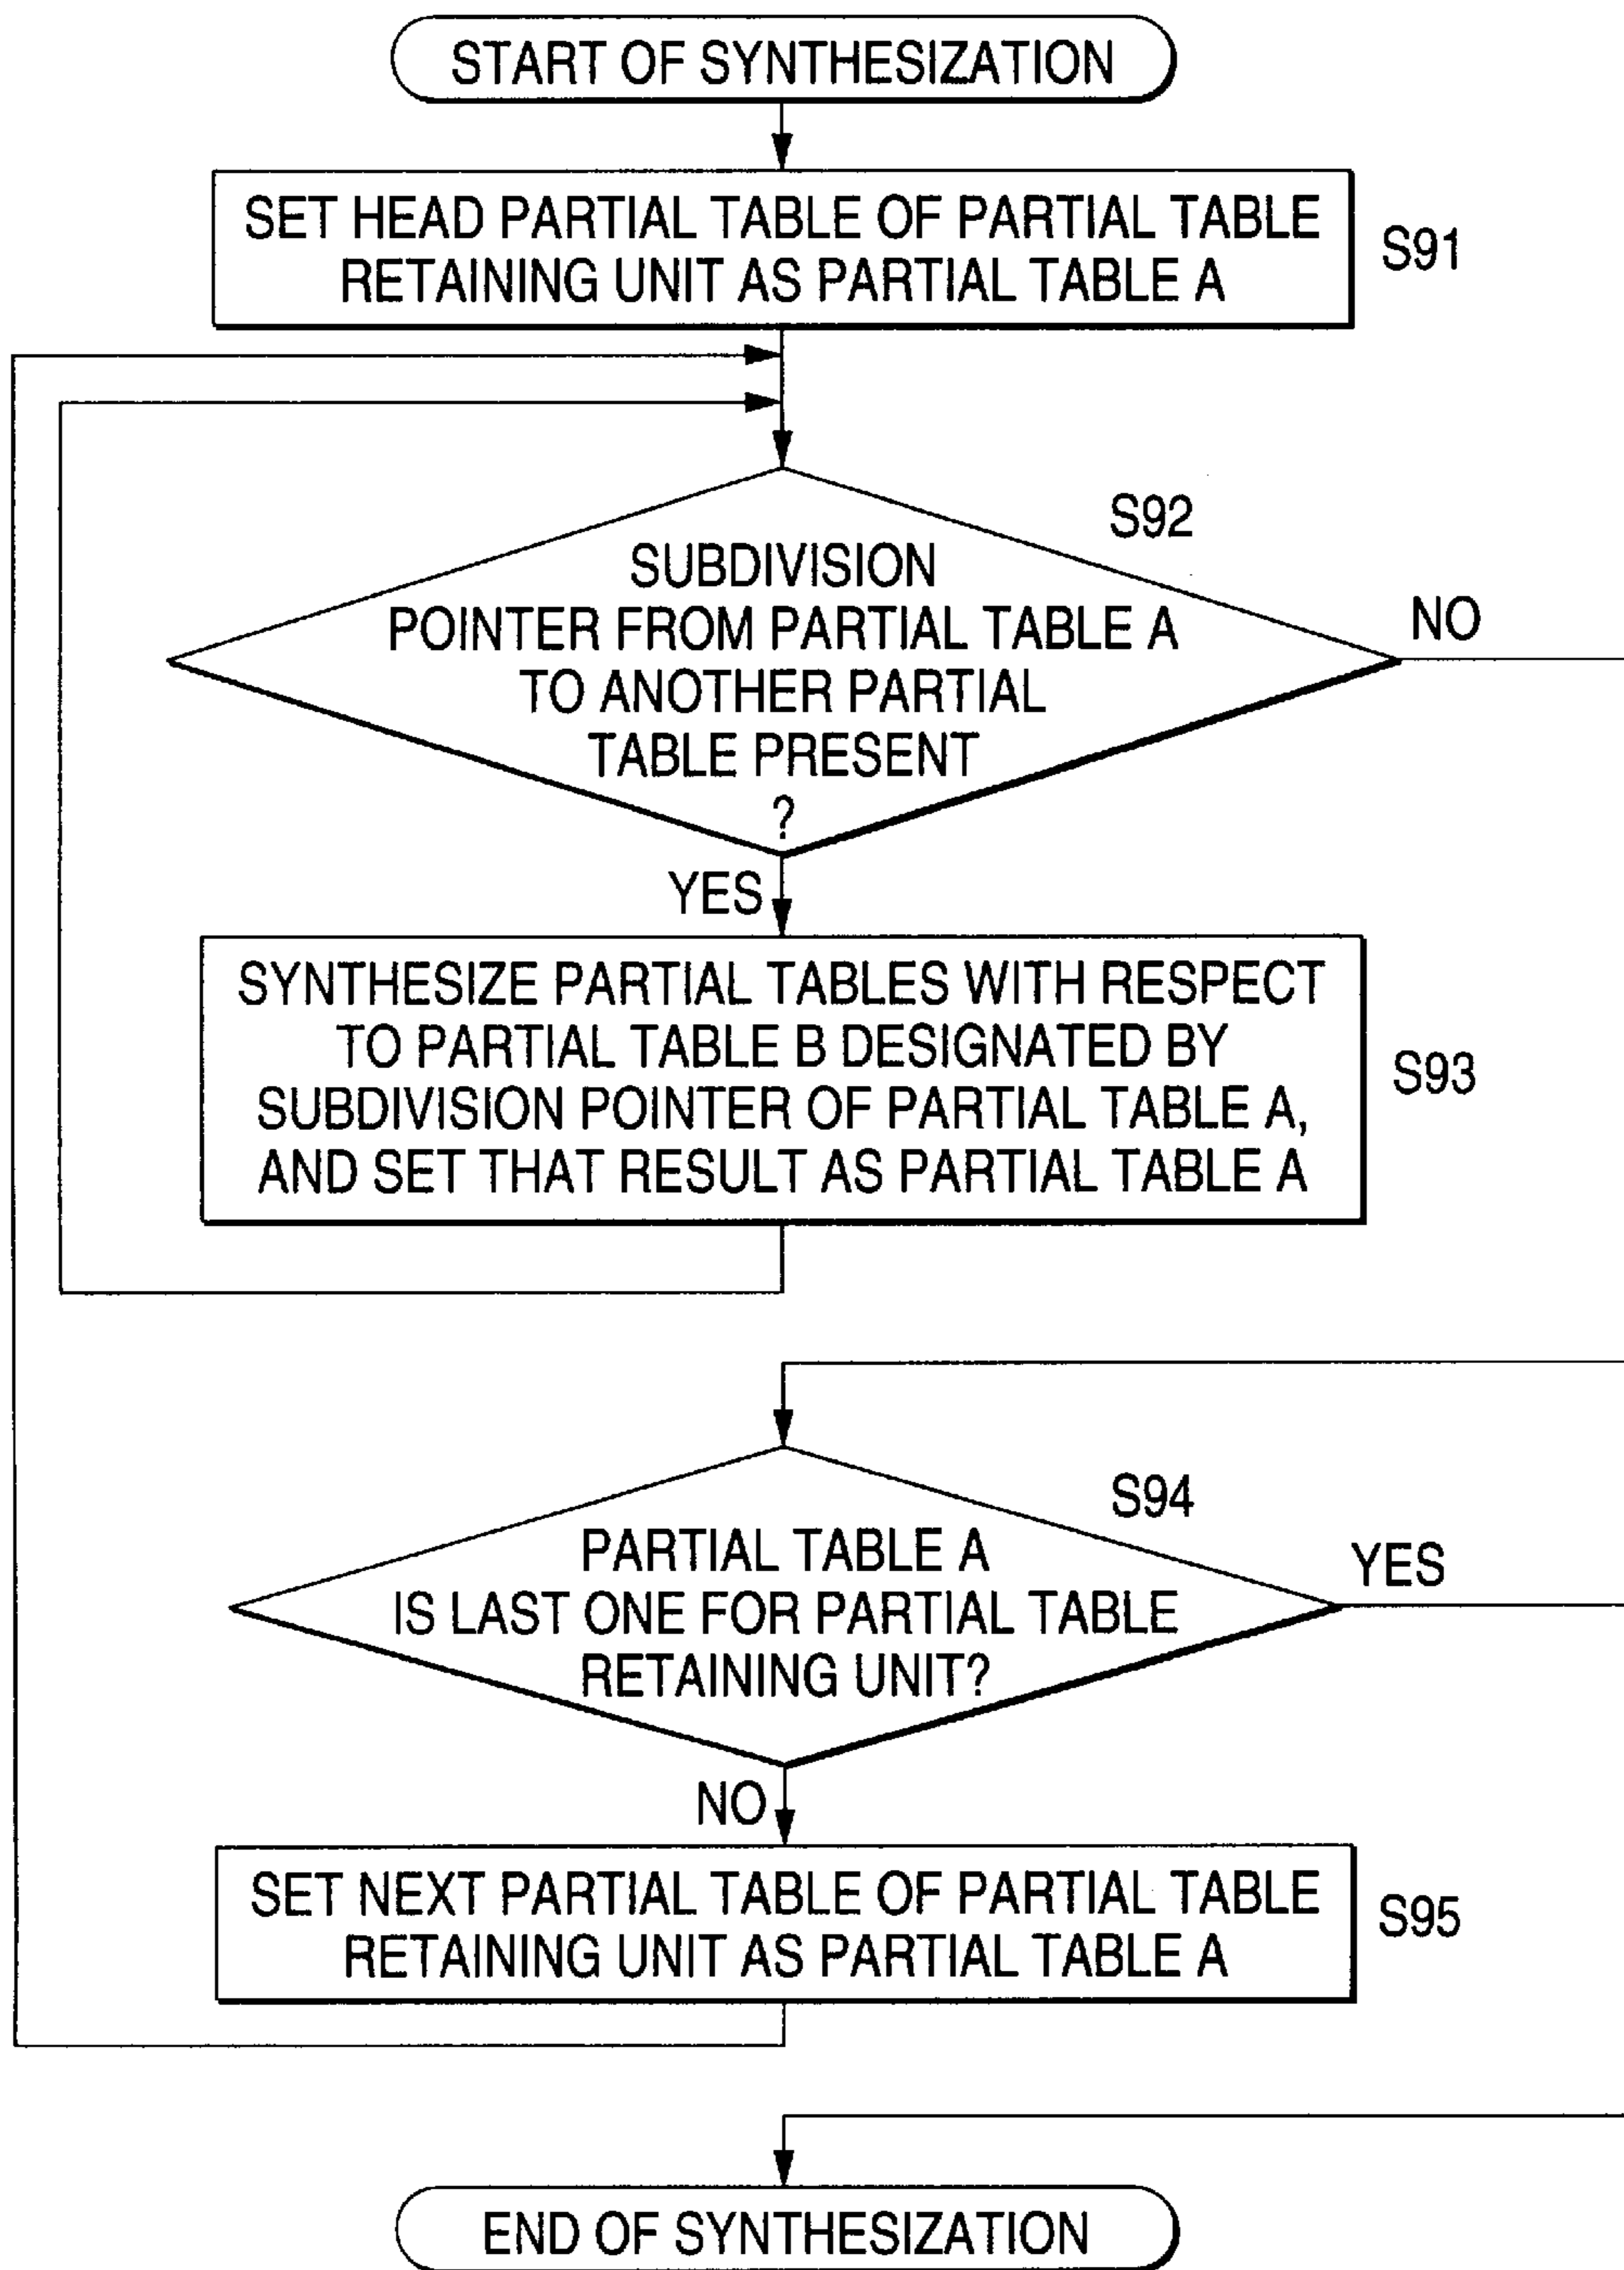 START OF SYNTHESIZATION
SET HEAD PARTIAL TABLE OF PARTIAL TABLE
RETAINING UNIT AS PARTIAL TABLE A
S91
S92
SUBDIVISION
POINTER FROM PARTIAL TABLE A
TO ANOTHER PARTIAL
TABLE PRESENT
?
NO
YES
SYNTHESIZE PARTIAL TABLES WITH RESPECT
TO PARTIAL TABLE B DESIGNATED BY
SUBDIVISION POINTER OF PARTIAL TABLE A,
AND SET THAT RESULT AS PARTIAL TABLE A
S93
S94
PARTIAL TABLE A
IS LAST ONE FOR PARTIAL TABLE
RETAINING UNIT?
YES
NO
SET NEXT PARTIAL TABLE OF PARTIAL TABLE
RETAINING UNIT AS PARTIAL TABLE A
S95
END OF SYNTHESIZATION